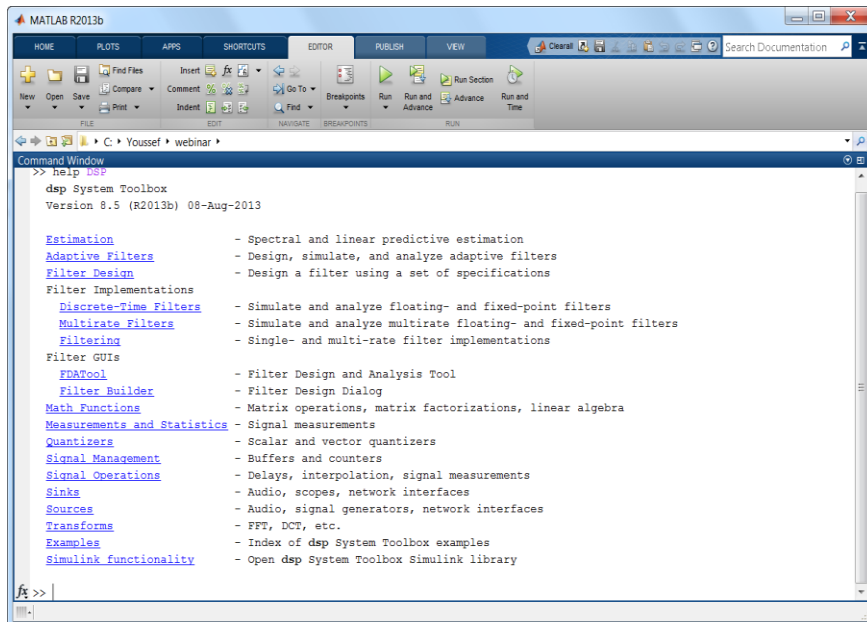 MATLAB R2013b
HOME PLOTS APPS SHORTCUTS EDITOR PUBLISH VIEW Clearall Search Documentation
New Open Save Find Files Compare Print
Insert fx Comment % Indent
Go To Find
Breakpoints
Run Run and Advance Run Section Advance Run and Time
FILE EDIT NAVIGATE BREAKPOINTS RUN
C: Youssef webinar
Command Window
>> help DSP
dsp System Toolbox
Version 8.5 (R2013b) 08-Aug-2013
Estimation - Spectral and linear predictive estimation
Adaptive Filters - Design, simulate, and analyze adaptive filters
Filter Design - Design a filter using a set of specifications
Filter Implementations
Discrete-Time Filters - Simulate and analyze floating- and fixed-point filters
Multirate Filters - Simulate and analyze multirate floating- and fixed-point filters
Filtering - Single- and multi-rate filter implementations
Filter GUIs
FDATool - Filter Design and Analysis Tool
Filter Builder - Filter Design Dialog
Math Functions - Matrix operations, matrix factorizations, linear algebra
Measurements and Statistics - Signal measurements
Quantizers - Scalar and vector quantizers
Signal Management - Buffers and counters
Signal Operations - Delays, interpolation, signal measurements
Sinks - Audio, scopes, network interfaces
Sources - Audio, signal generators, network interfaces
Transforms - FFT, DCT, etc.
Examples - Index of dsp System Toolbox examples
Simulink functionality - Open dsp System Toolbox Simulink library
fx >>